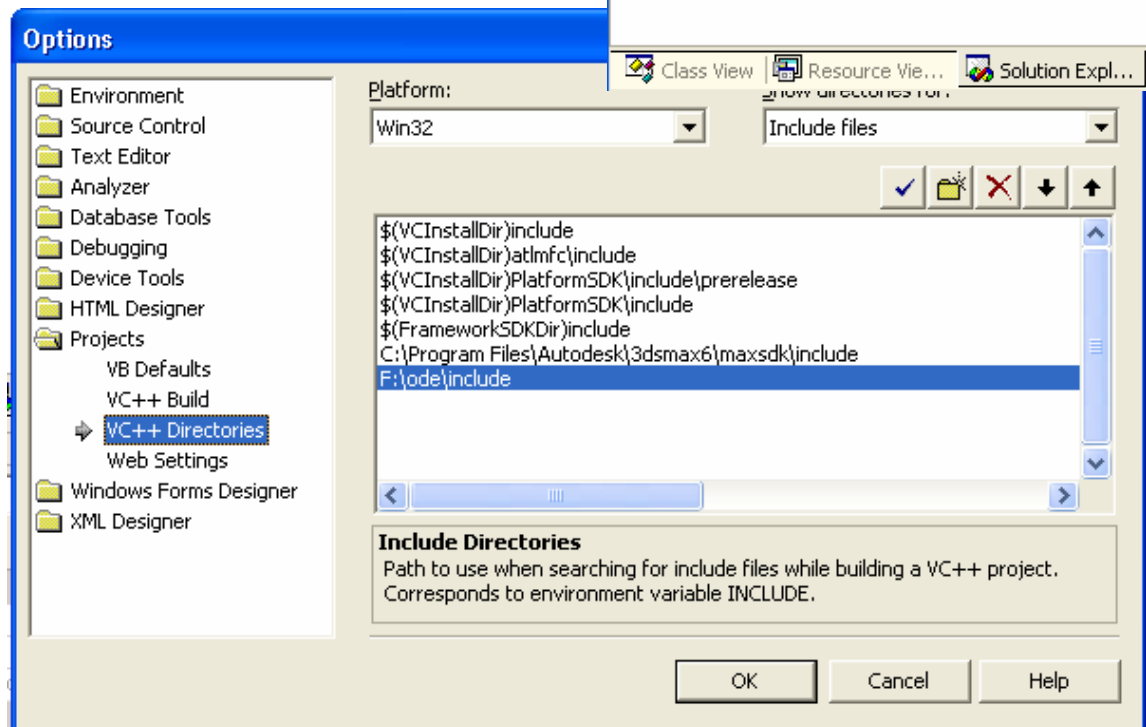 Options
Class View
Resource Vie...
Solution Expl...
Environment
Source Control
Text Editor
Analyzer
Database Tools
Debugging
Device Tools
HTML Designer
Projects
VB Defaults
VC++ Build
VC++ Directories
Web Settings
Windows Forms Designer
XML Designer
Platform:
Show directories for:
Win32
Include files
$(VCInstallDir)include
$(VCInstallDir)atlmfc\include
$(VCInstallDir)PlatformSDK\include\prerelease
$(VCInstallDir)PlatformSDK\include
$(FrameworkSDKDir)include
C:\Program Files\Autodesk\3dsmax6\maxsdk\include
F:\ode\include
Include Directories
Path to use when searching for include files while building a VC++ project.
Corresponds to environment variable INCLUDE.
OK
Cancel
Help